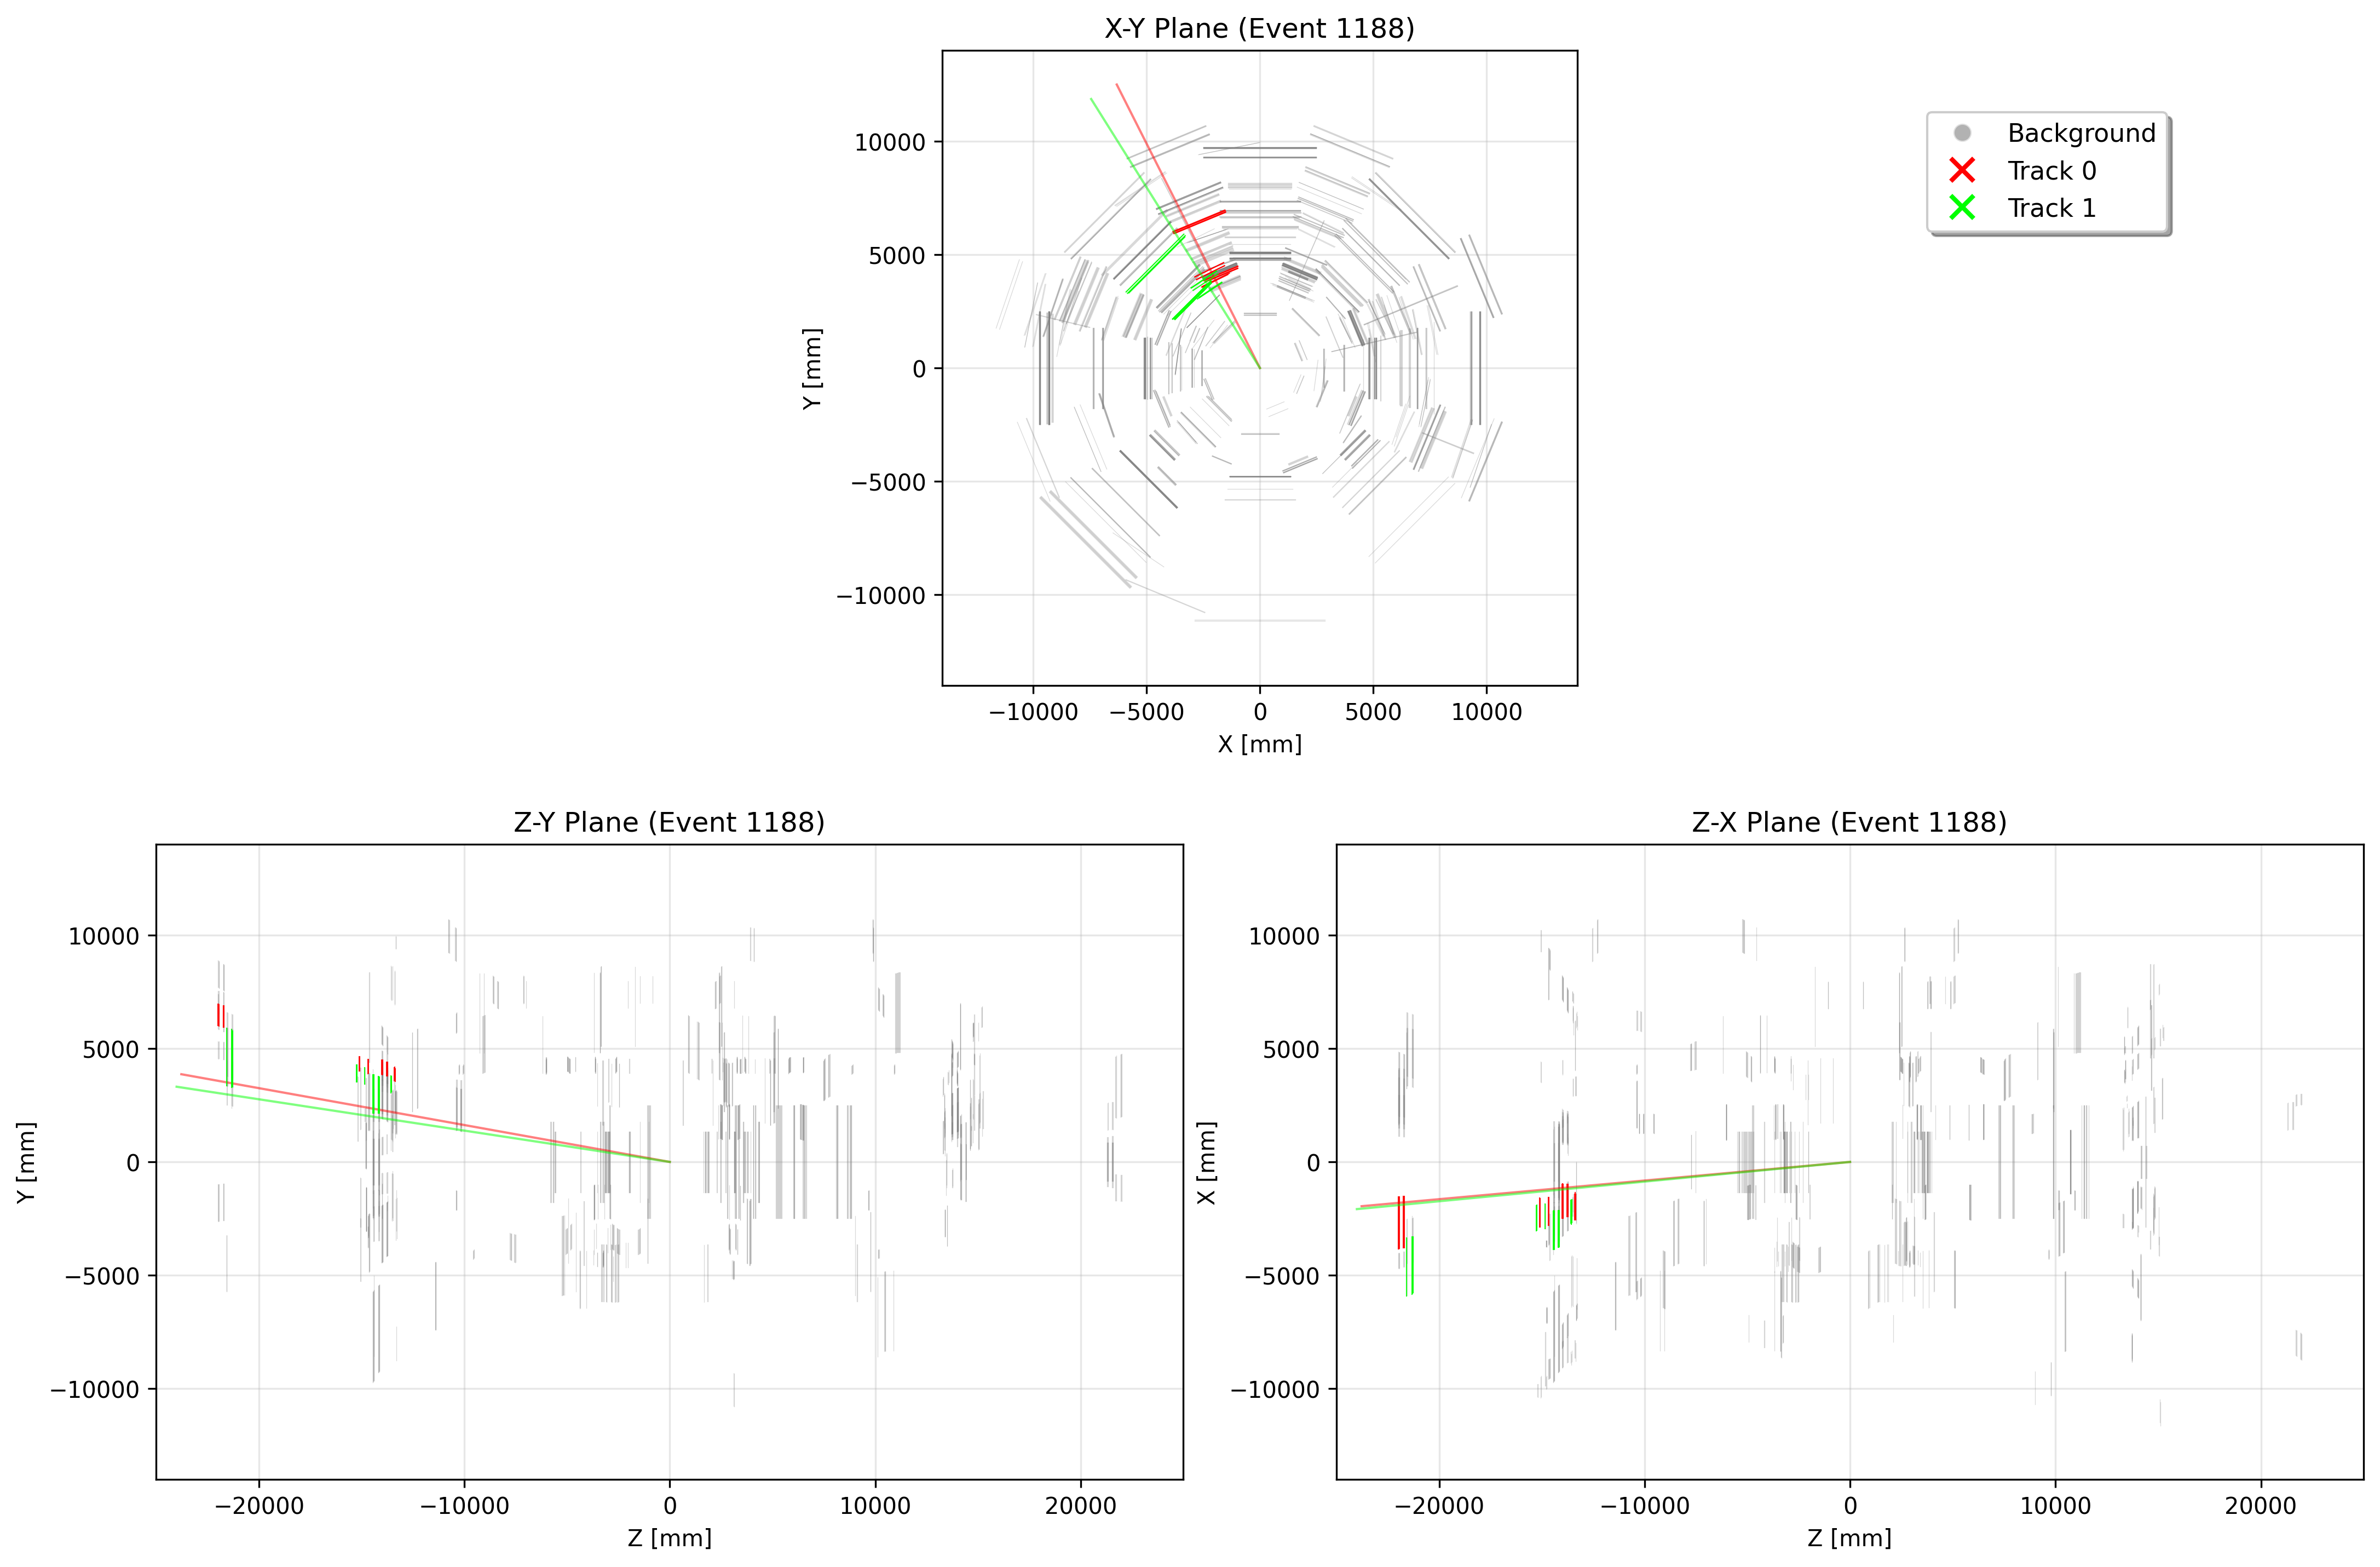 X-Y Plane (Event 1188)
10000
5000
0
−5000
−10000
Y [mm]
−10000 −5000 0 5000 10000
X [mm]
Background
Track 0
Track 1
Z-Y Plane (Event 1188)
10000
5000
0
−5000
−10000
Y [mm]
−20000 −10000 0 10000 20000
Z [mm]
Z-X Plane (Event 1188)
10000
5000
0
−5000
−10000
X [mm]
−20000 −10000 0 10000 20000
Z [mm]